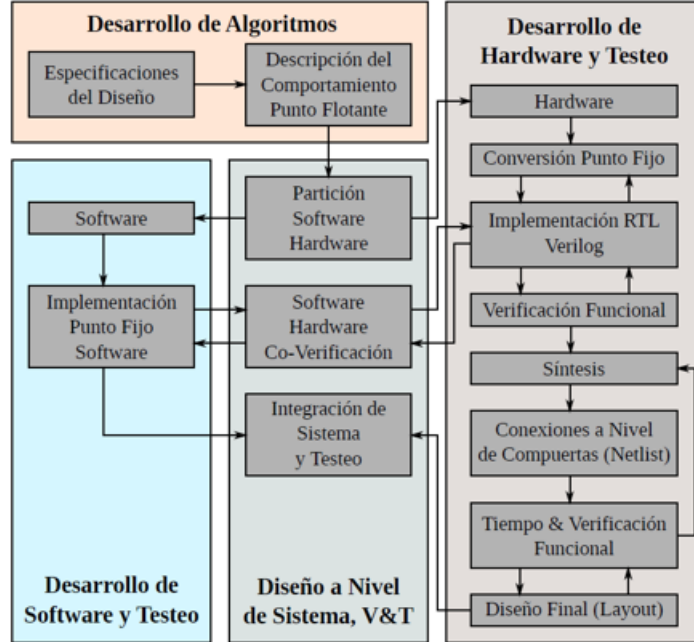 Desarrollo de Algoritmos
Especificaciones
del Diseño
Descripción del
Comportamiento
Punto Flotante
Desarrollo de
Hardware y Testeo
Hardware
Conversión Punto Fijo
Implementación RTL
Verilog
Verificación Funcional
Síntesis
Conexiones a Nivel
de Compuertas (Netlist)
Tiempo & Verificación
Funcional
Diseño Final (Layout)
Partición
Software
Hardware
Software
Hardware
Co-Verificación
Integración de
Sistema
y Testeo
Diseño a Nivel
de Sistema, V&T
Software
Implementación
Punto Fijo
Software
Desarrollo de
Software y Testeo